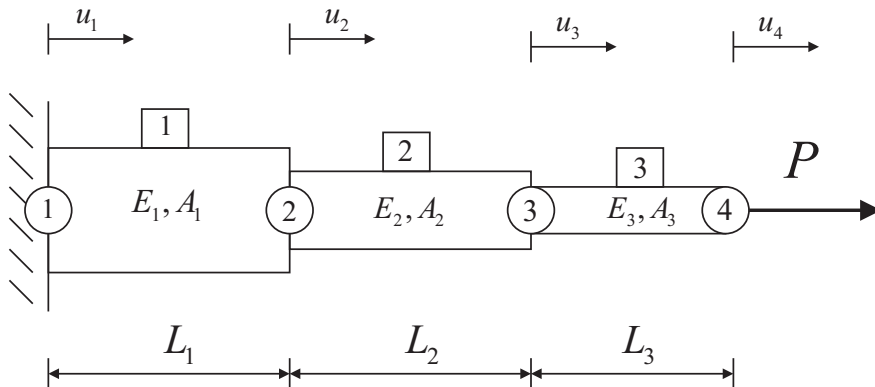 u₁ u₂ u₃ u₄
1 2 3
P
1 E₁, A₁ 2 E₂, A₂ 3 E₃, A₃ 4
L₁ L₂ L₃